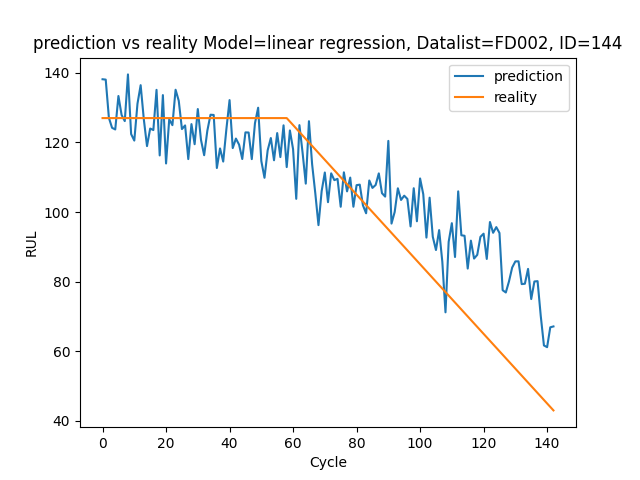 prediction vs reality Model=linear regression, Datalist=FD002, ID=144
prediction
reality
RUL
140
120
100
80
60
40
0 20 40 60 80 100 120 140
Cycle